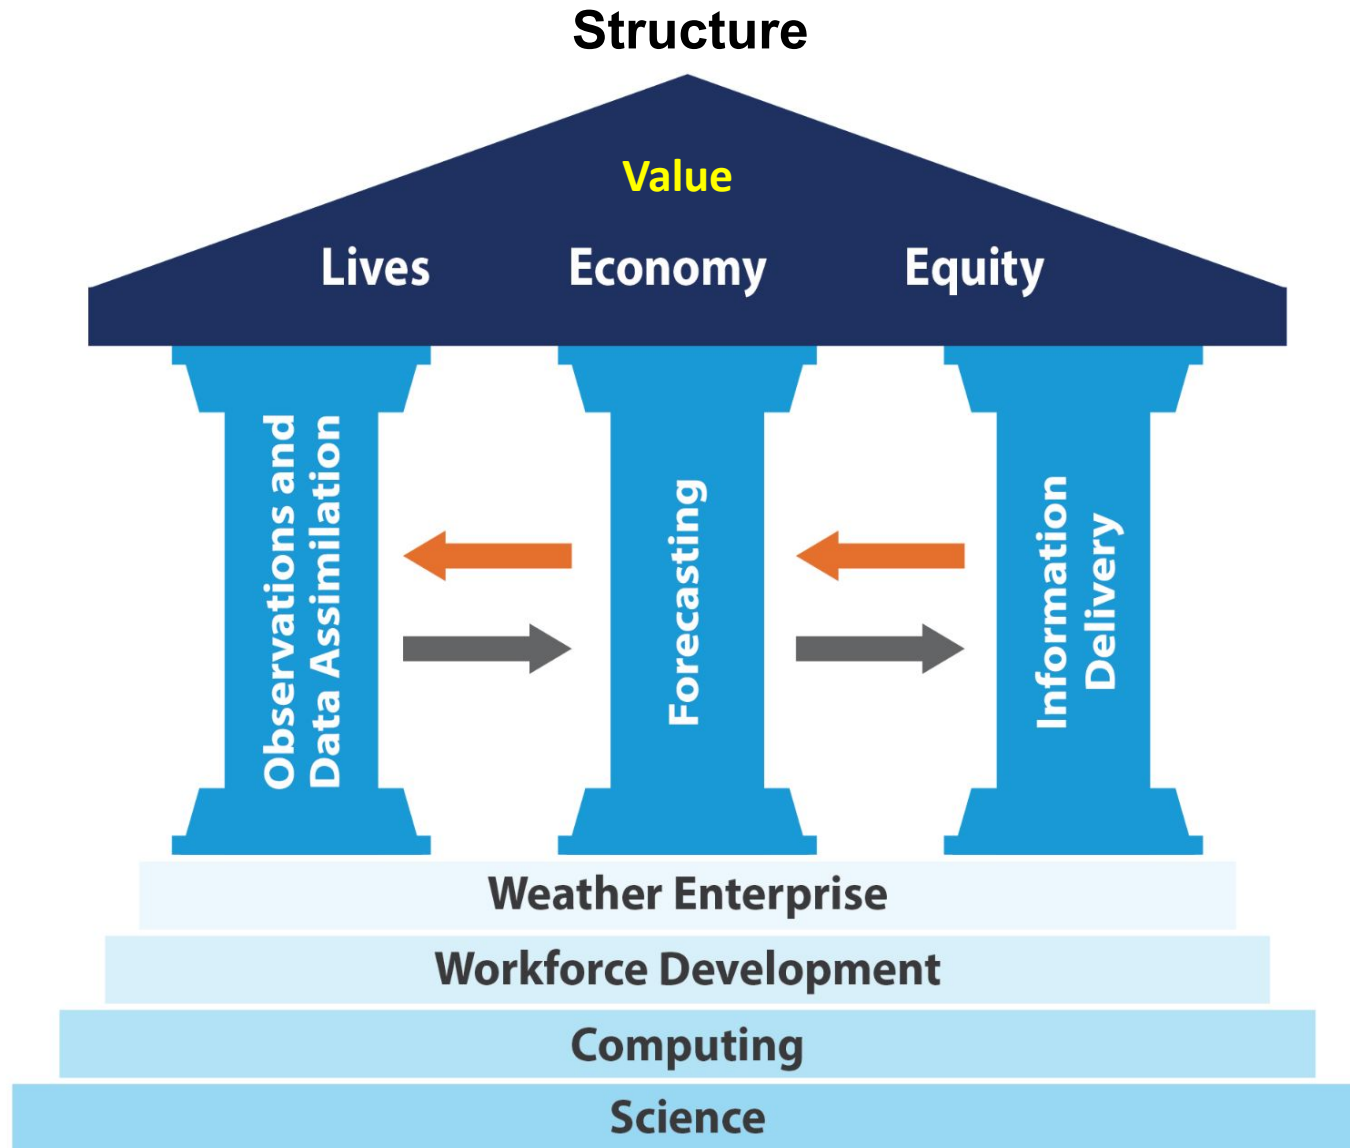 Structure
Value
Lives Economy Equity
Observations and
Data Assimilation
Forecasting
Information
Delivery
Weather Enterprise
Workforce Development
Computing
Science